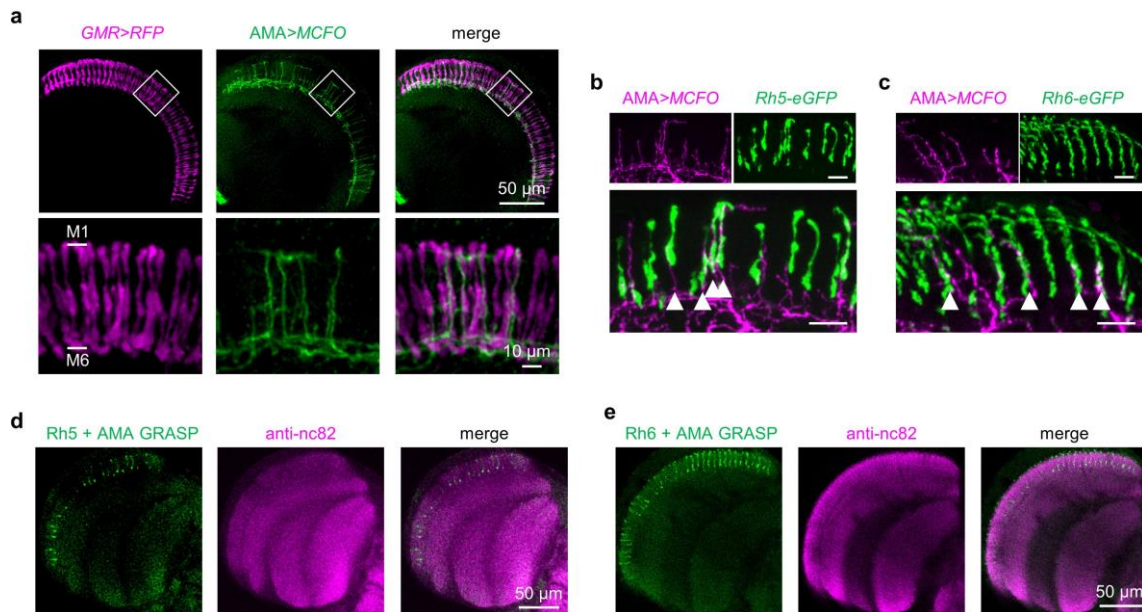 a
GMR>RFP AMA>MCFO merge
50 µm
M1
M6
10 µm
b
AMA>MCFO Rh5-eGFP
c
AMA>MCFO Rh6-eGFP
d
Rh5 + AMA GRASP anti-nc82 merge
50 µm
e
Rh6 + AMA GRASP anti-nc82 merge
50 µm